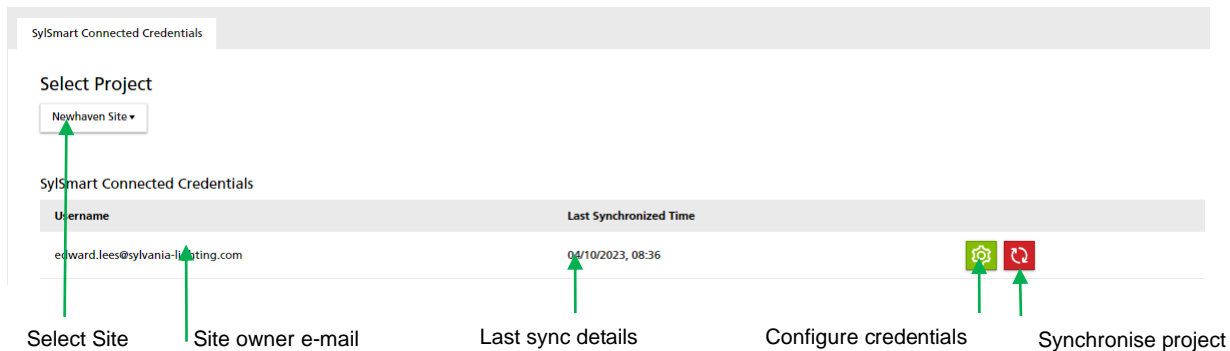 SylSmart Connected Credentials
Select Project
Newhaven Site
SylSmart Connected Credentials
Username Last Synchronized Time
edward.lees@sylvania-lighting.com 04/10/2023, 08:36
Select Site Site owner e-mail Last sync details Configure credentials Synchronise project